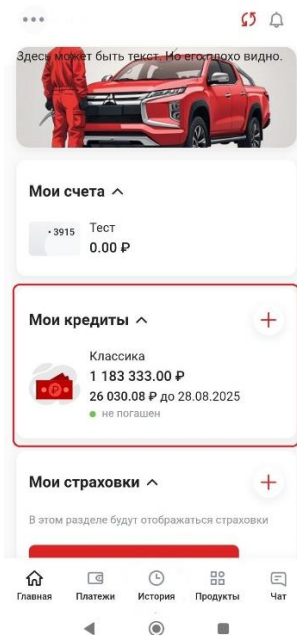 Здесь может быть текст. Но его плохо видно.
Мои счета
• 3915
Тест
0.00 ₽
Мои кредиты
Классика
1 183 333.00 ₽
26 030.08 ₽ до 28.08.2025
не погашен
Мои страховки
В этом разделе будут отображаться страховки
Главная Платежи История Продукты Чат